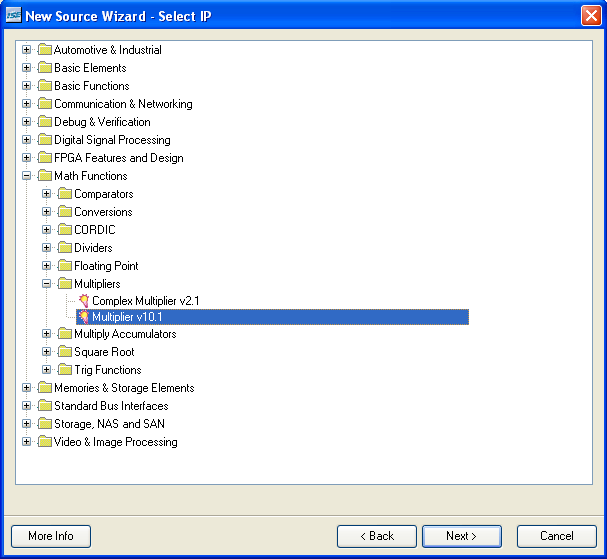 ISE New Source Wizard - Select IP
Automotive & Industrial
Basic Elements
Basic Functions
Communication & Networking
Debug & Verification
Digital Signal Processing
FPGA Features and Design
Math Functions
Comparators
Conversions
CORDIC
Dividers
Floating Point
Multipliers
Complex Multiplier v2.1
Multiplier v10.1
Multiply Accumulators
Square Root
Trig Functions
Memories & Storage Elements
Standard Bus Interfaces
Storage, NAS and SAN
Video & Image Processing
More Info < Back Next > Cancel